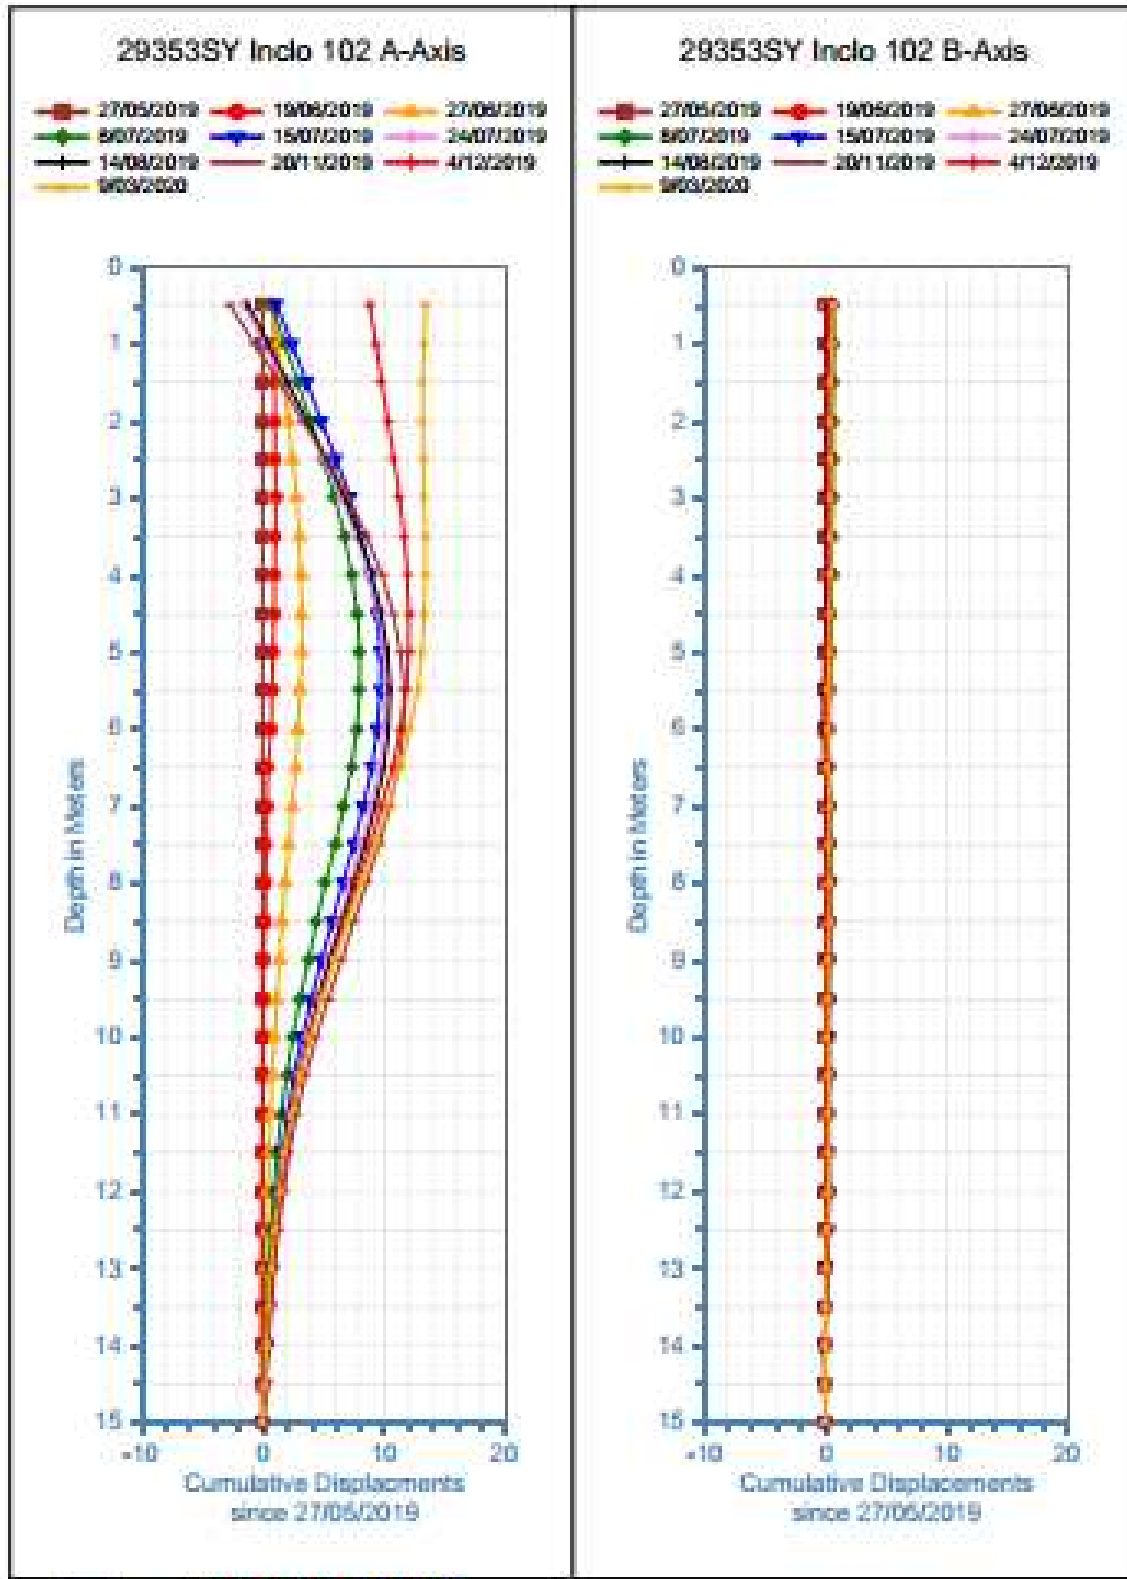 29353SY Inclo 102 A-Axis
27/05/2019 19/06/2019 27/06/2019
8/07/2019 15/07/2019 24/07/2019
14/08/2019 20/11/2019 4/12/2019
9/03/2020
0
1
2
3
4
5
6
7
8
9
10
11
12
13
14
15
Depth in Meters
-10 0 10 20
Cumulative Displacments
since 27/05/2019
29353SY Inclo 102 B-Axis
27/05/2019 19/06/2019 27/06/2019
8/07/2019 15/07/2019 24/07/2019
14/08/2019 20/11/2019 4/12/2019
9/03/2020
0
1
2
3
4
5
6
7
8
9
10
11
12
13
14
15
Depth in Meters
-10 0 10 20
Cumulative Displacements
since 27/05/2019